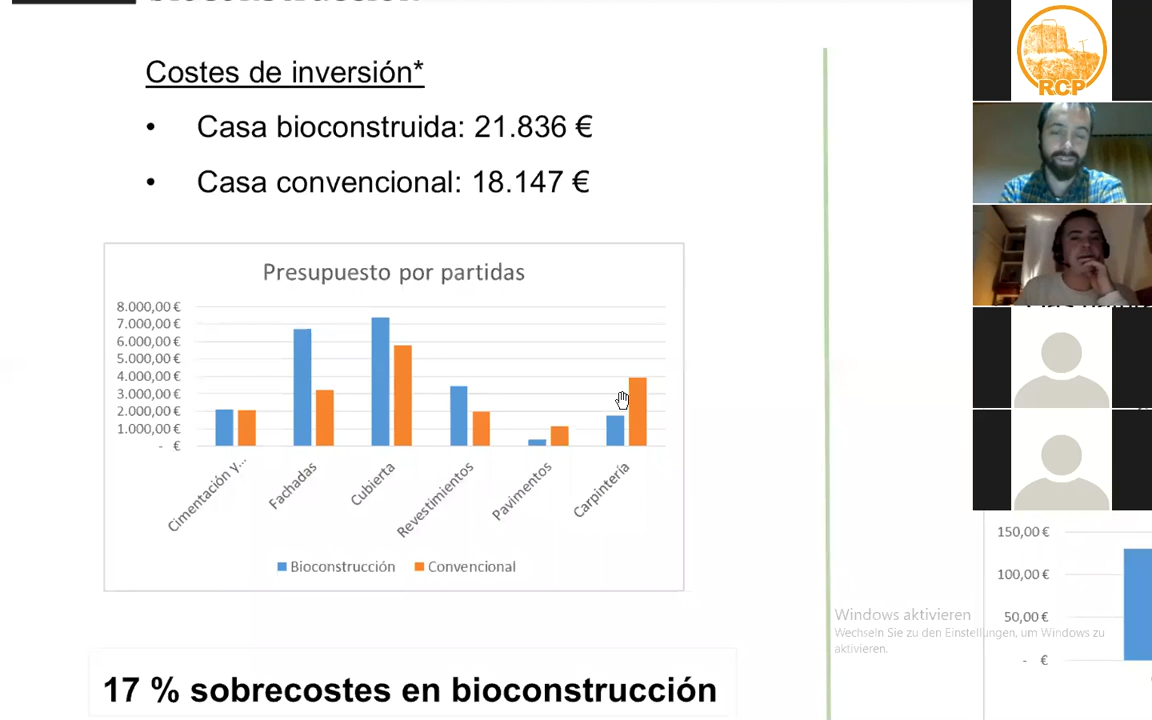 Costes de inversión*
• Casa bioconstruida: 21.836 €
• Casa convencional: 18.147 €
Presupuesto por partidas
8.000,00 €
7.000,00 €
6.000,00 €
5.000,00 €
4.000,00 €
3.000,00 €
2.000,00 €
1.000,00 €
- €
Cimentación y...
Fachadas
Cubierta
Revestimientos
Pavimentos
Carpintería
Bioconstrucción
Convencional
17 % sobrecostes en bioconstrucción
RCP
150,00 €
100,00 €
50,00 €
- €
Windows aktivieren
Wechseln Sie zu den Einstellungen, um Windows zu
aktivieren.